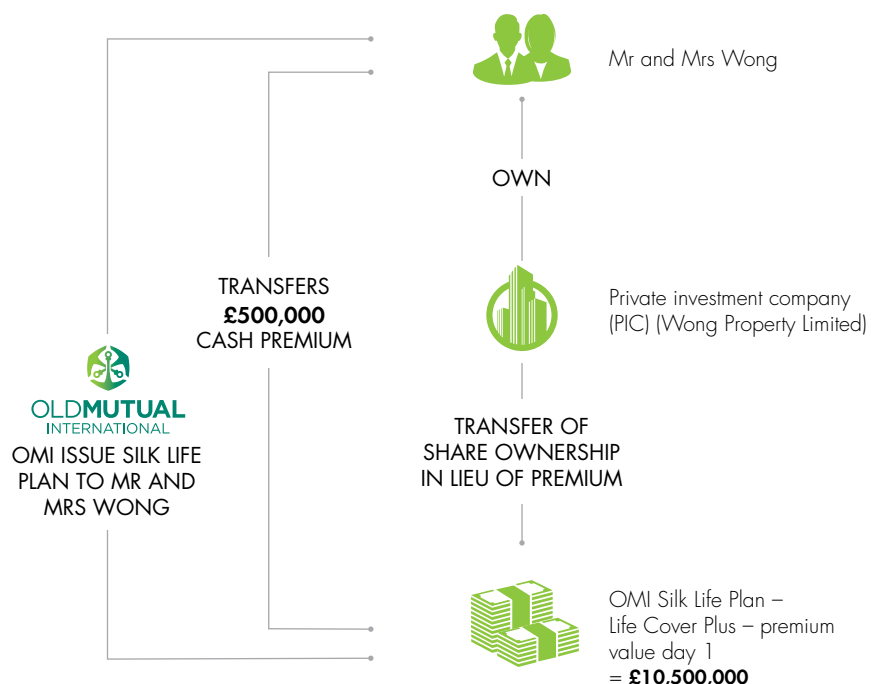 Mr and Mrs Wong
OWN
TRANSFERS
£500,000
CASH PREMIUM
Private investment company
(PIC) (Wong Property Limited)
OLDMUTUAL
INTERNATIONAL
OMI ISSUE SILK LIFE
PLAN TO MR AND
MRS WONG
TRANSFER OF
SHARE OWNERSHIP
IN LIEU OF PREMIUM
OMI Silk Life Plan –
Life Cover Plus – premium
value day 1
= £10,500,000